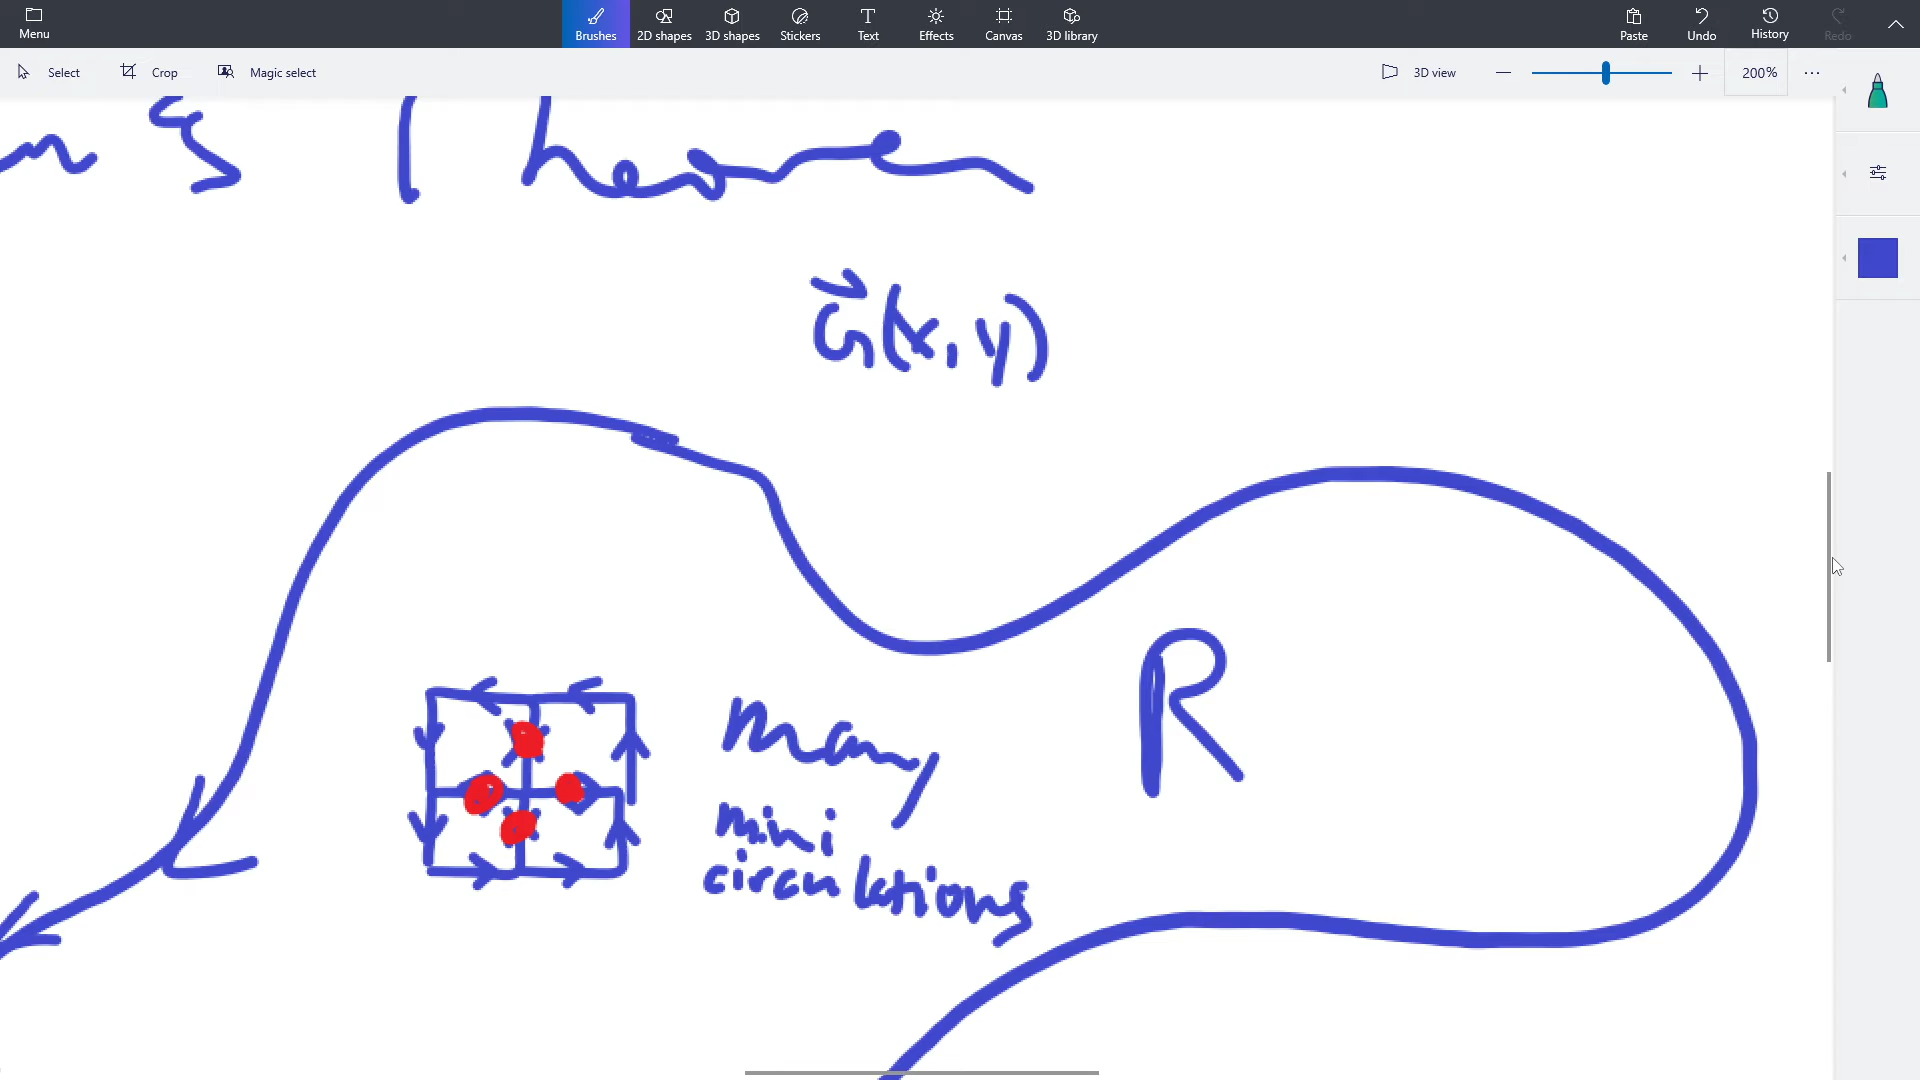 Menu Brushes 2D shapes 3D shapes Stickers Text Effects Canvas 3D library Paste Undo History Redo
Select Crop Magic select 3D view 200%
n's Theorem
G(x, y)
R
many
mini
circulations